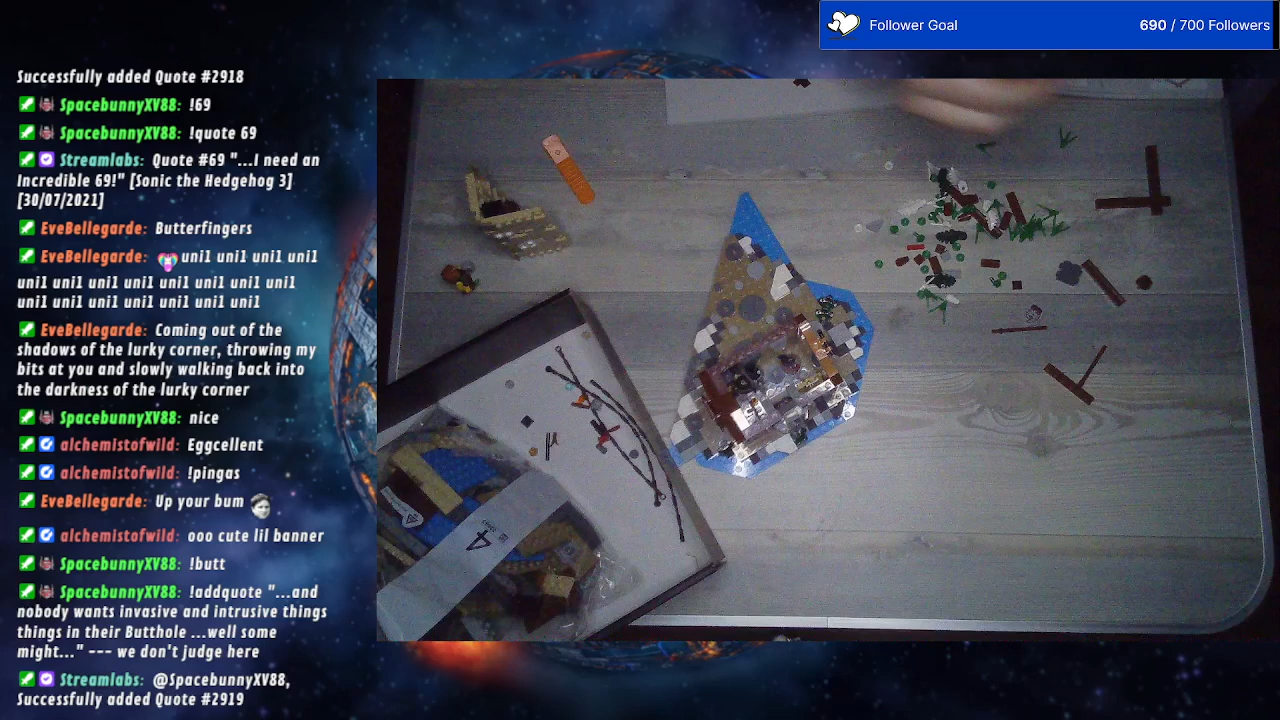 Follower Goal 690 / 700 Followers
Successfully added Quote #2918
SpacebunnyXV88: !69
SpacebunnyXV88: !quote 69
Streamlabs: Quote #69 "...I need an
Incredible 69!" [Sonic the Hedgehog 3]
[30/07/2021]
EveBellegarde: Butterfingers
EveBellegarde: uni1 uni1 uni1 uni1
uni1 uni1 uni1 uni1 uni1 uni1 uni1 uni1
uni1 uni1 uni1 uni1 uni1 uni1 uni1
EveBellegarde: Coming out of the
shadows of the lurky corner, throwing my
bits at you and slowly walking back into
the darkness of the lurky corner
SpacebunnyXV88: nice
alchemistofwild: Eggcellent
alchemistofwild: !pingas
EveBellegarde: Up your bum
alchemistofwild: ooo cute lil banner
SpacebunnyXV88: !butt
SpacebunnyXV88: !addquote "...and
nobody wants invasive and intrusive things
things in their Butthole ...well some
might..." --- we don't judge here
Streamlabs: @SpacebunnyXV88,
Successfully added Quote #2919
4